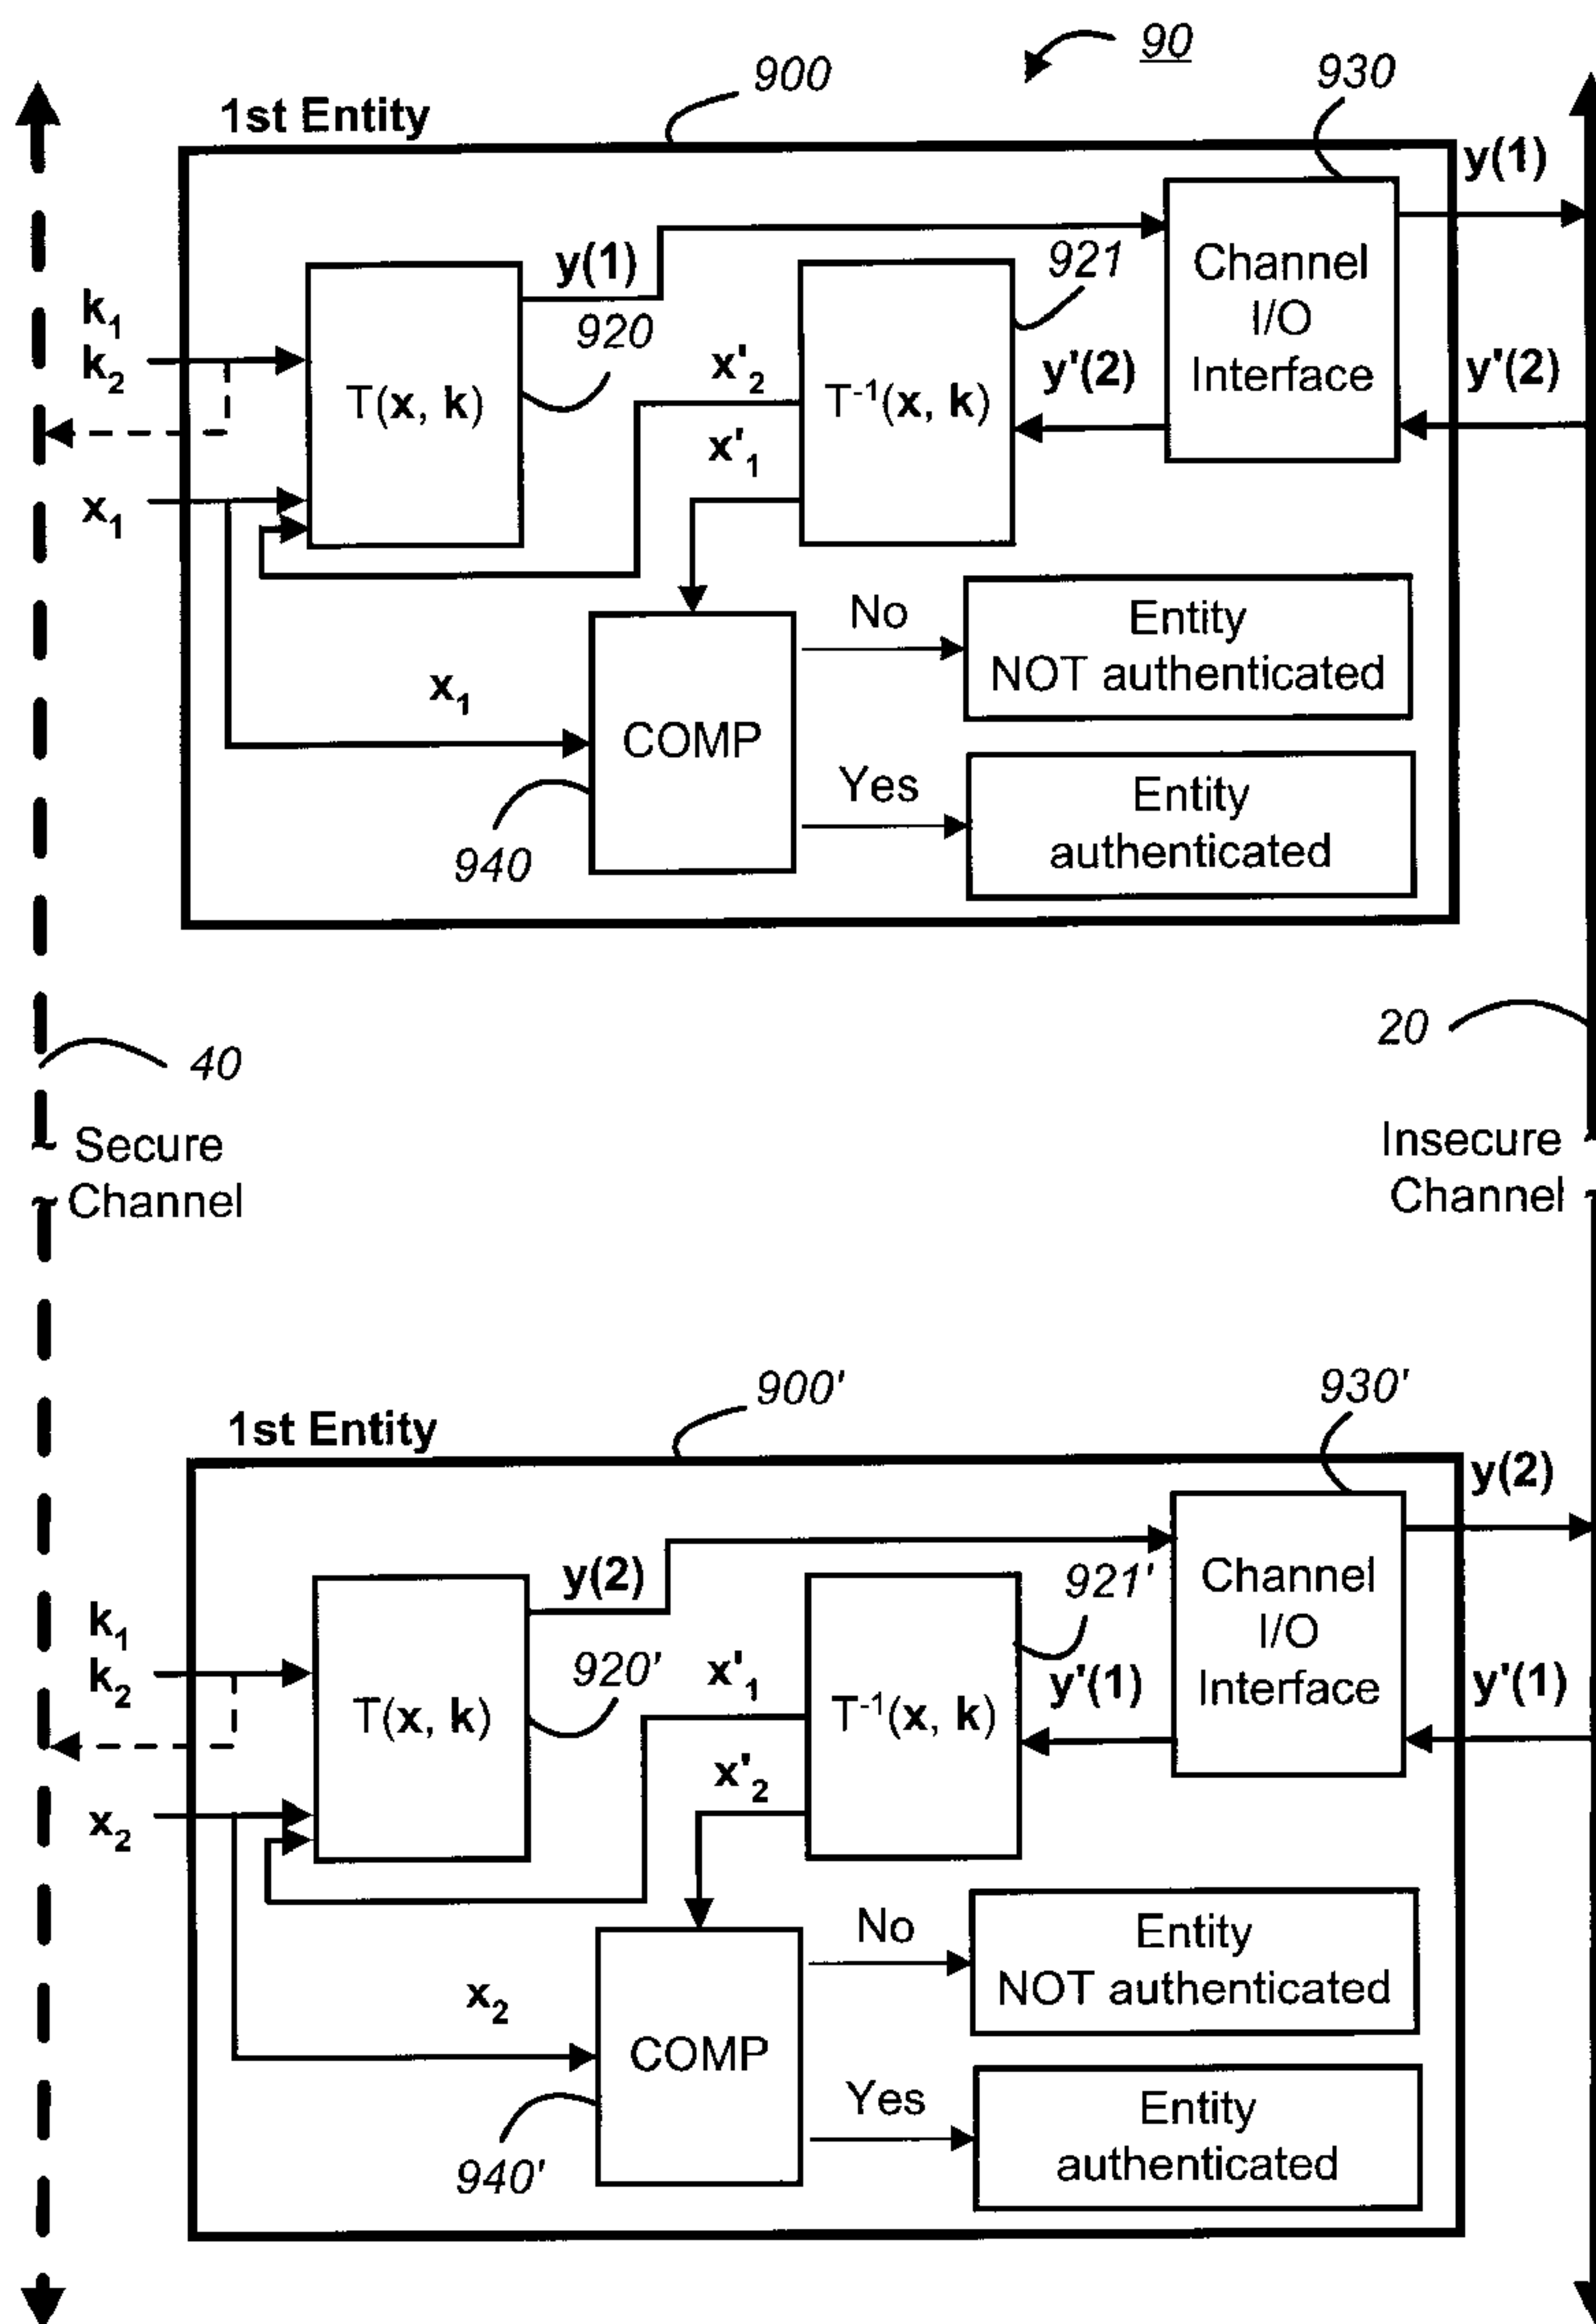 90
900
930
1st Entity
y(1)
y(1)
921
Channel
I/O
Interface
k₁
k₂
920
x'₂
y'(2)
y'(2)
T(x, k)
T⁻¹(x, k)
x'₁
x₁
No
Entity
NOT authenticated
x₁
COMP
Yes
Entity
authenticated
940
20
40
Secure
Channel
Insecure
Channel
900'
930'
1st Entity
y(2)
y(2)
921'
Channel
I/O
Interface
k₁
k₂
920'
x'₁
y'(1)
y'(1)
T(x, k)
T⁻¹(x, k)
x'₂
x₂
No
Entity
NOT authenticated
x₂
COMP
Yes
Entity
authenticated
940'